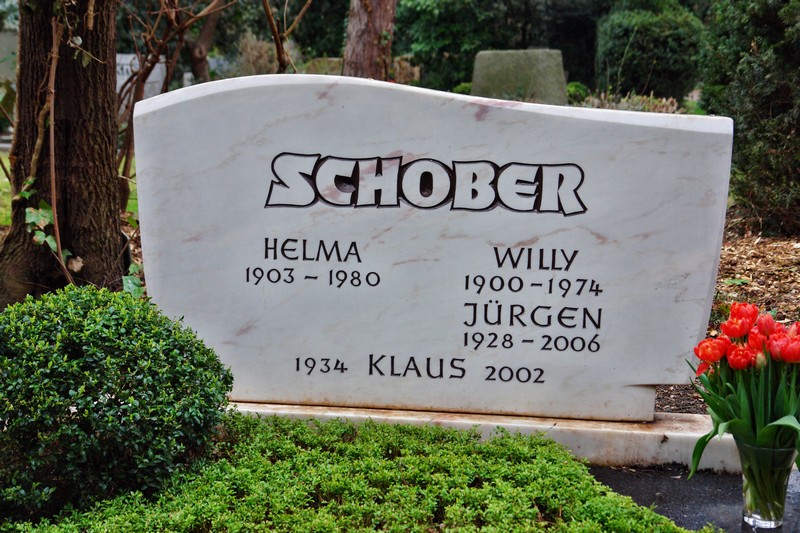 SCHOBER
HELMA
1903 – 1980
WILLY
1900 – 1974
JÜRGEN
1928 – 2006
1934 KLAUS 2002